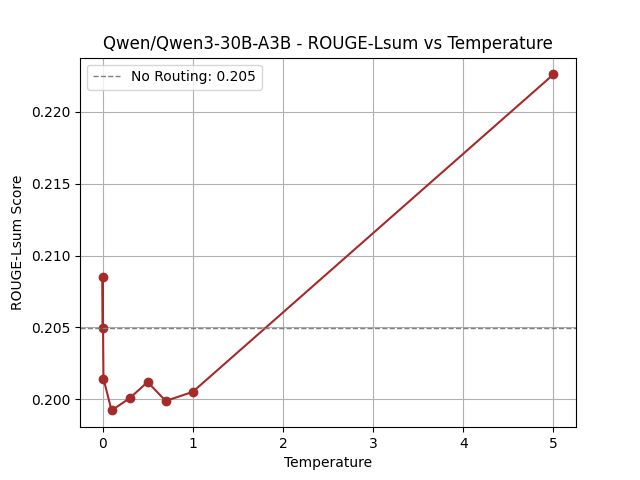 Qwen/Qwen3-30B-A3B - ROUGE-Lsum vs Temperature
No Routing: 0.205
0.220
0.215
0.210
0.205
0.200
ROUGE-Lsum Score
0 1 2 3 4 5
Temperature